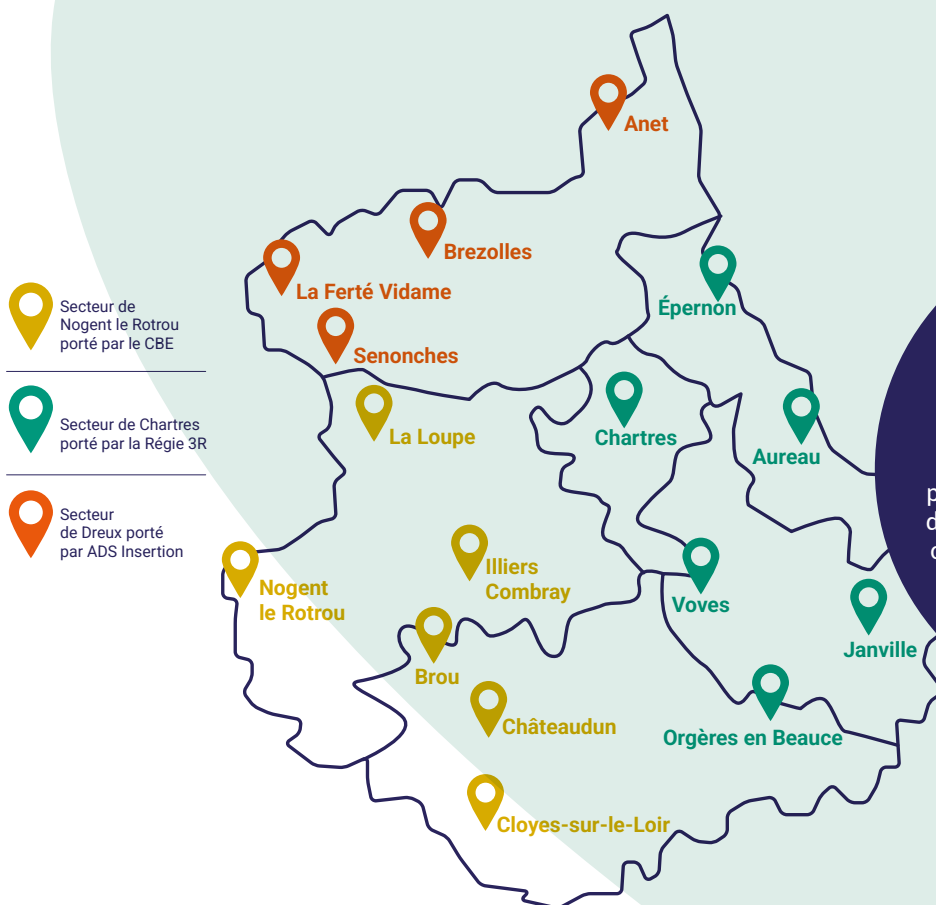 Anet
Brezolles
La Ferté Vidame
Senonches
Épernon
Secteur de
Nogent le Rotrou
porté par le CBE
Secteur de Chartres
porté par la Régie 3R
Secteur
de Dreux porté
par ADS Insertion
La Loupe
Chartres
Aureau
Nogent
le Rotrou
Illiers
Combray
Voves
Janville
Brou
Châteaudun
Orgères en Beauce
Cloyes-sur-le-Loir